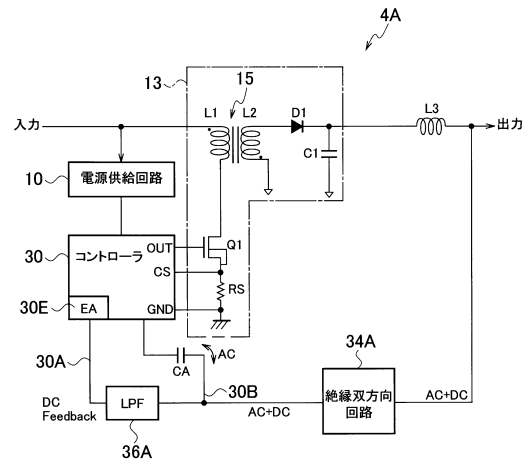 4A
13
15
L1
L2
D1
L3
入力
出力
C1
10
電源供給回路
30
コントローラ
OUT
Q1
CS
RS
30E
EA
GND
34A
30A
CA
AC
30B
絶縁双方向
回路
DC
Feedback
LPF
AC+DC
AC+DC
36A